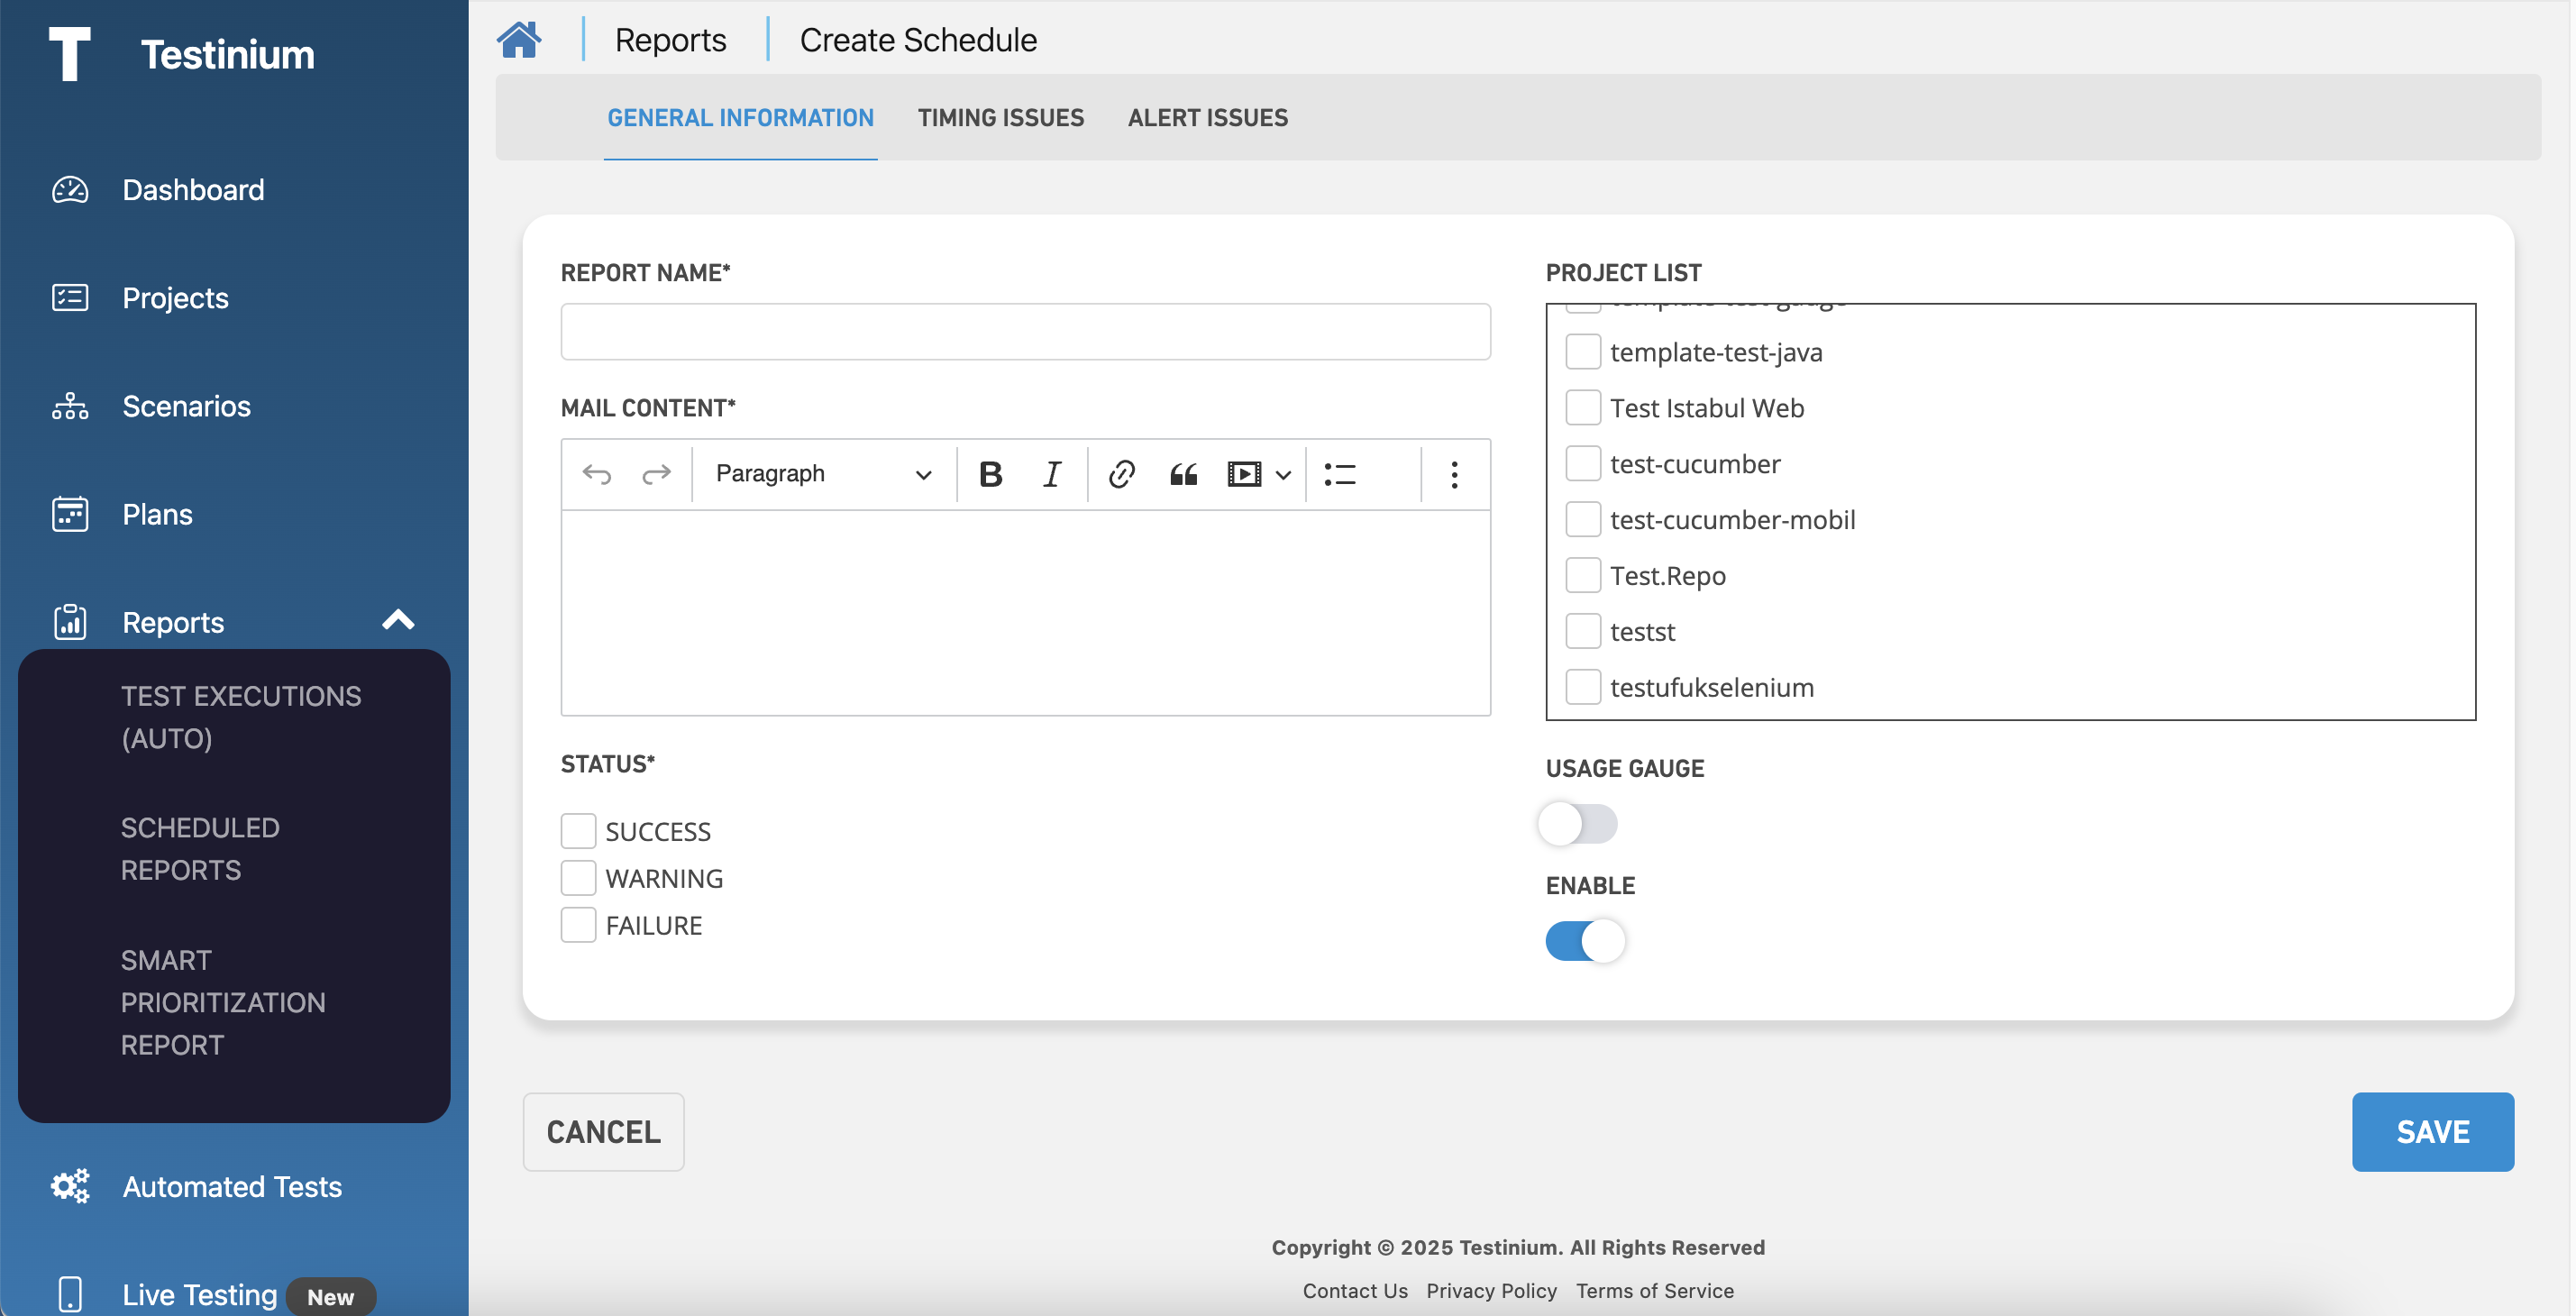 Testinium
Dashboard
Projects
Scenarios
Plans
Reports
TEST EXECUTIONS
(AUTO)
SCHEDULED
REPORTS
SMART
PRIORITIZATION
REPORT
Automated Tests
Live Testing New
Reports
Create Schedule
GENERAL INFORMATION
TIMING ISSUES
ALERT ISSUES
REPORT NAME*
MAIL CONTENT*
Paragraph
STATUS*
SUCCESS
WARNING
FAILURE
PROJECT LIST
template-test-java
Test Istabul Web
test-cucumber
test-cucumber-mobil
Test.Repo
testst
testufukselenium
USAGE GAUGE
ENABLE
CANCEL
SAVE
Copyright © 2025 Testinium. All Rights Reserved
Contact Us Privacy Policy Terms of Service